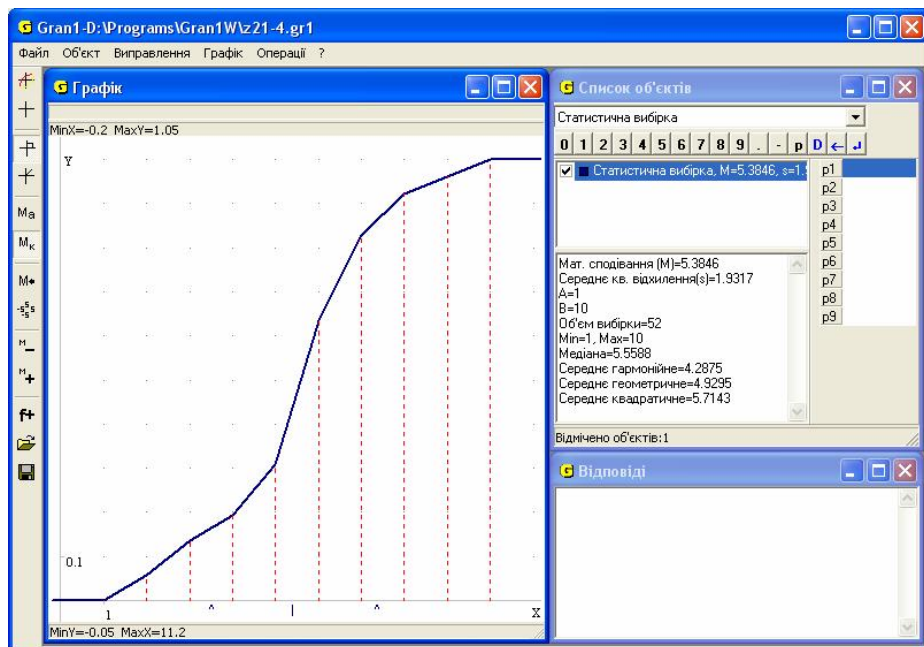 Gran1-D:\Programs\Gran1W\z21-4.gr1
Файл Об'єкт Виправлення Графік Операції ?
Графік
MinX=-0.2 MaxY=1.05
Y
0.1
1
X
MinY=-0.05 MaxX=11.2
Ma
Мк
М
-s s s s
М
М+
f+
Список об'єктів
Статистична вибірка
0 1 2 3 4 5 6 7 8 9 . - p D
Статистична вибірка, M=5.3846, s=1.9
p1
p2
p3
p4
p5
p6
p7
p8
p9
Мат. сподівання (M)=5.3846
Середнє кв. відхилення(s)=1.9317
A=1
B=10
Об'єм вибірки=52
Min=1, Max=10
Медіана=5.5588
Середнє гармонійне=4.2875
Середнє геометричне=4.9295
Середнє квадратичне=5.7143
Відмічено об'єктів:1
Відповіді